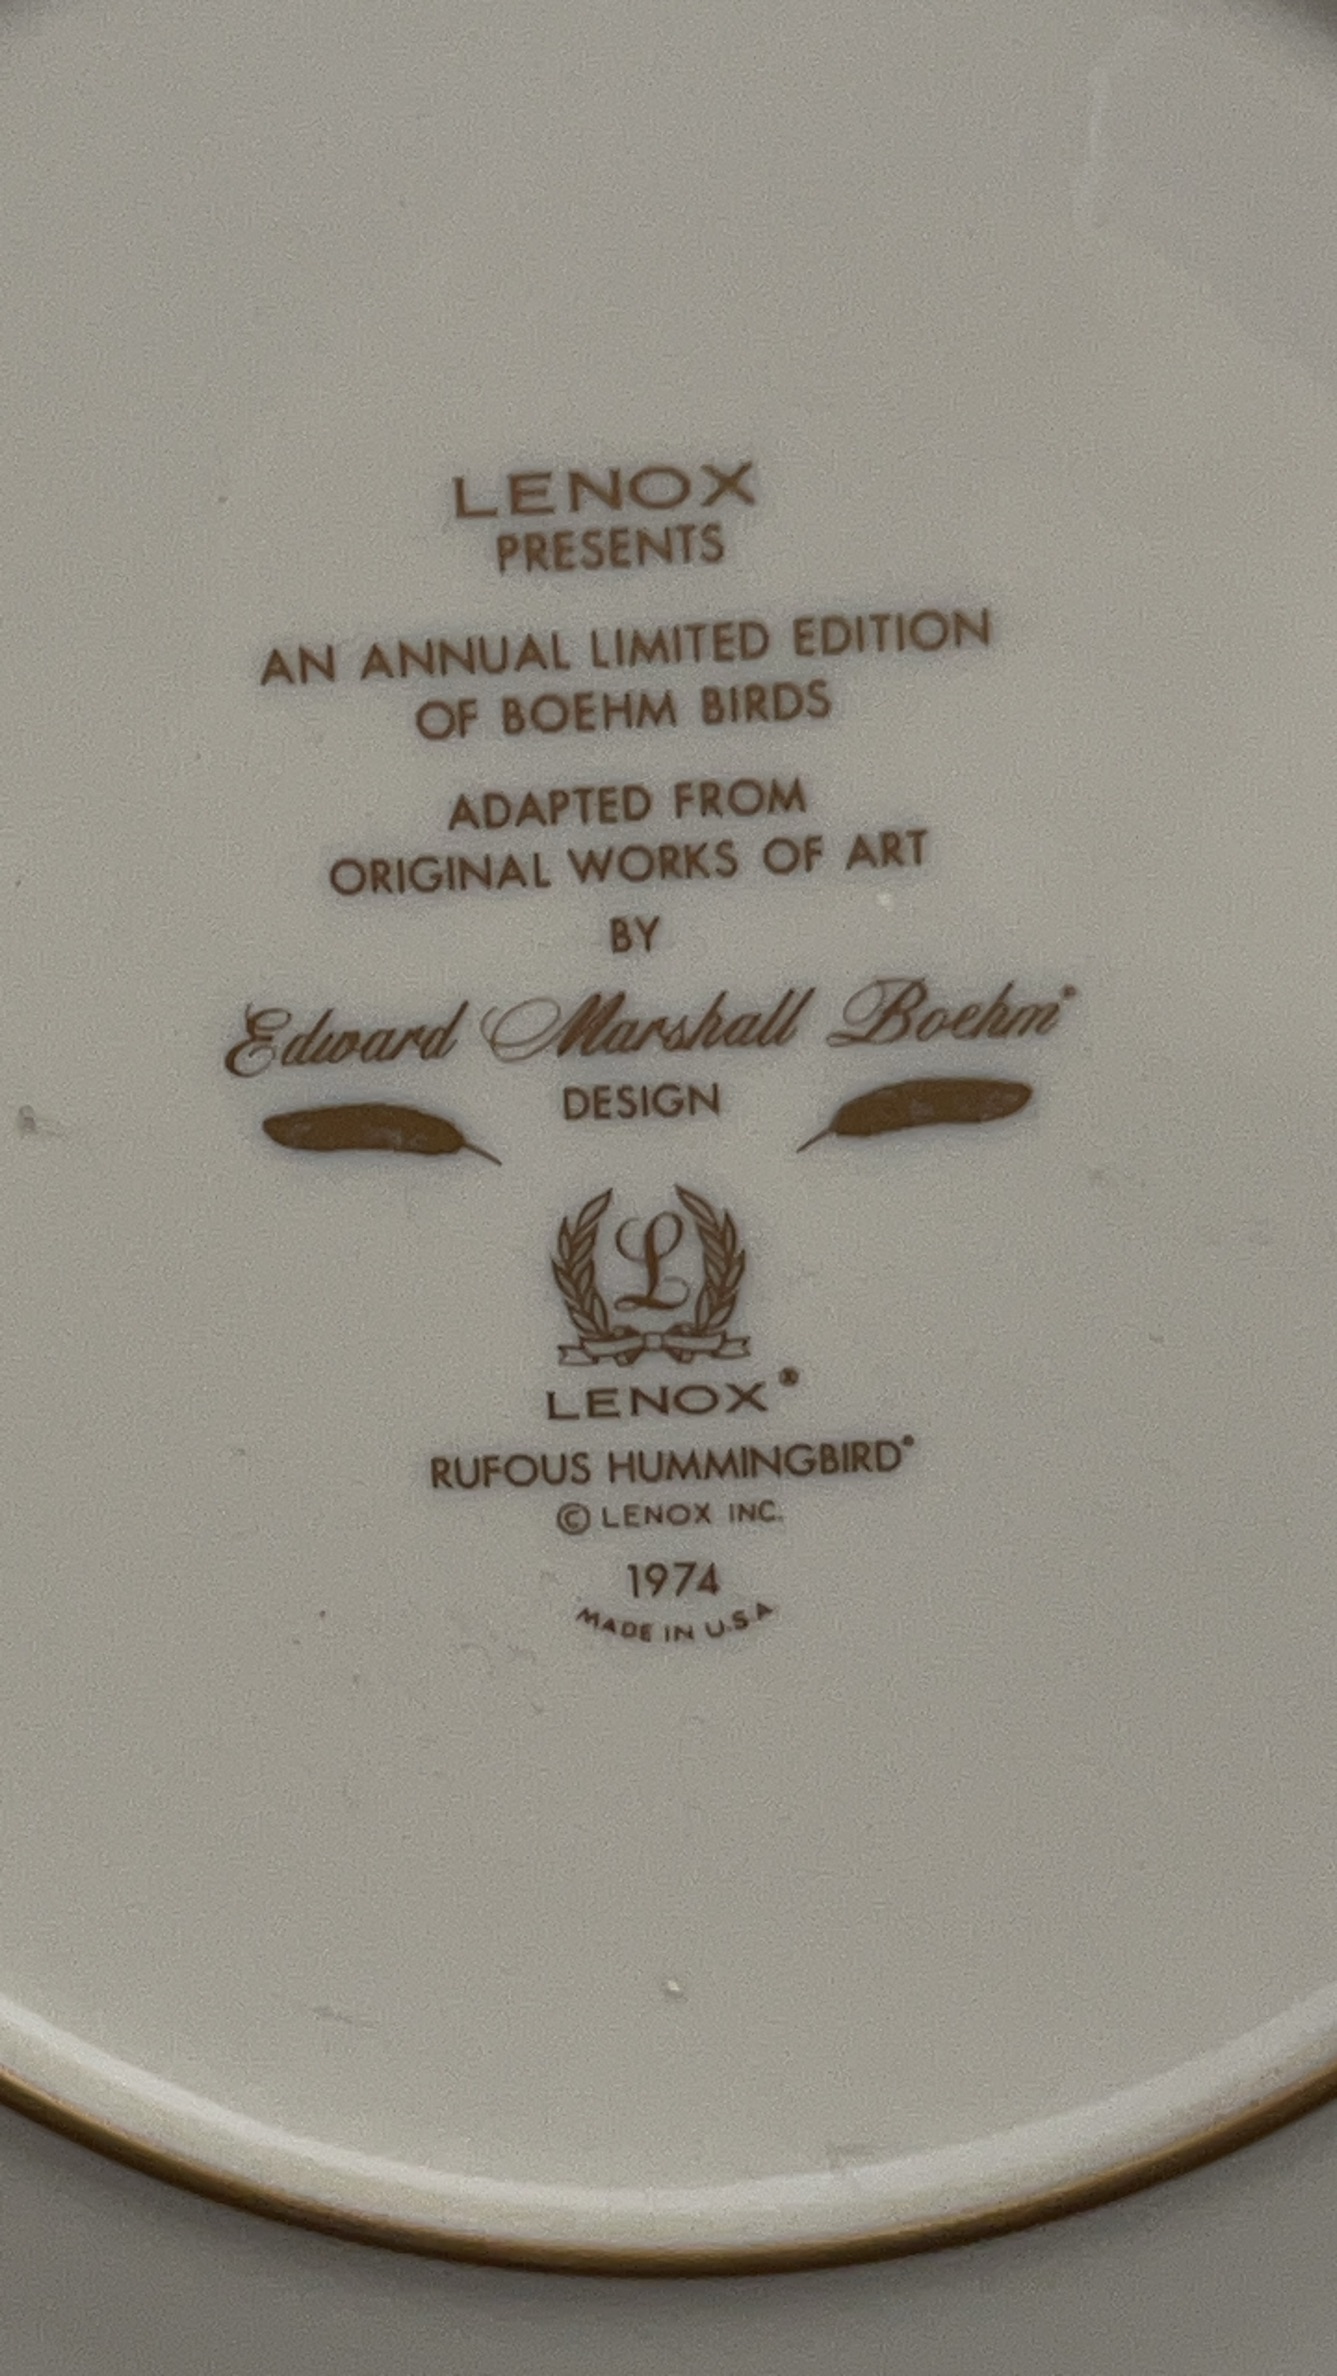 LENOX
PRESENTS
AN ANNUAL LIMITED EDITION
OF BOEHM BIRDS
ADAPTED FROM
ORIGINAL WORKS OF ART
BY
Edward Marshall Boehm®
DESIGN
L
LENOX®
RUFOUS HUMMINGBIRD®
© LENOX INC.
1974
MADE IN U.S.A